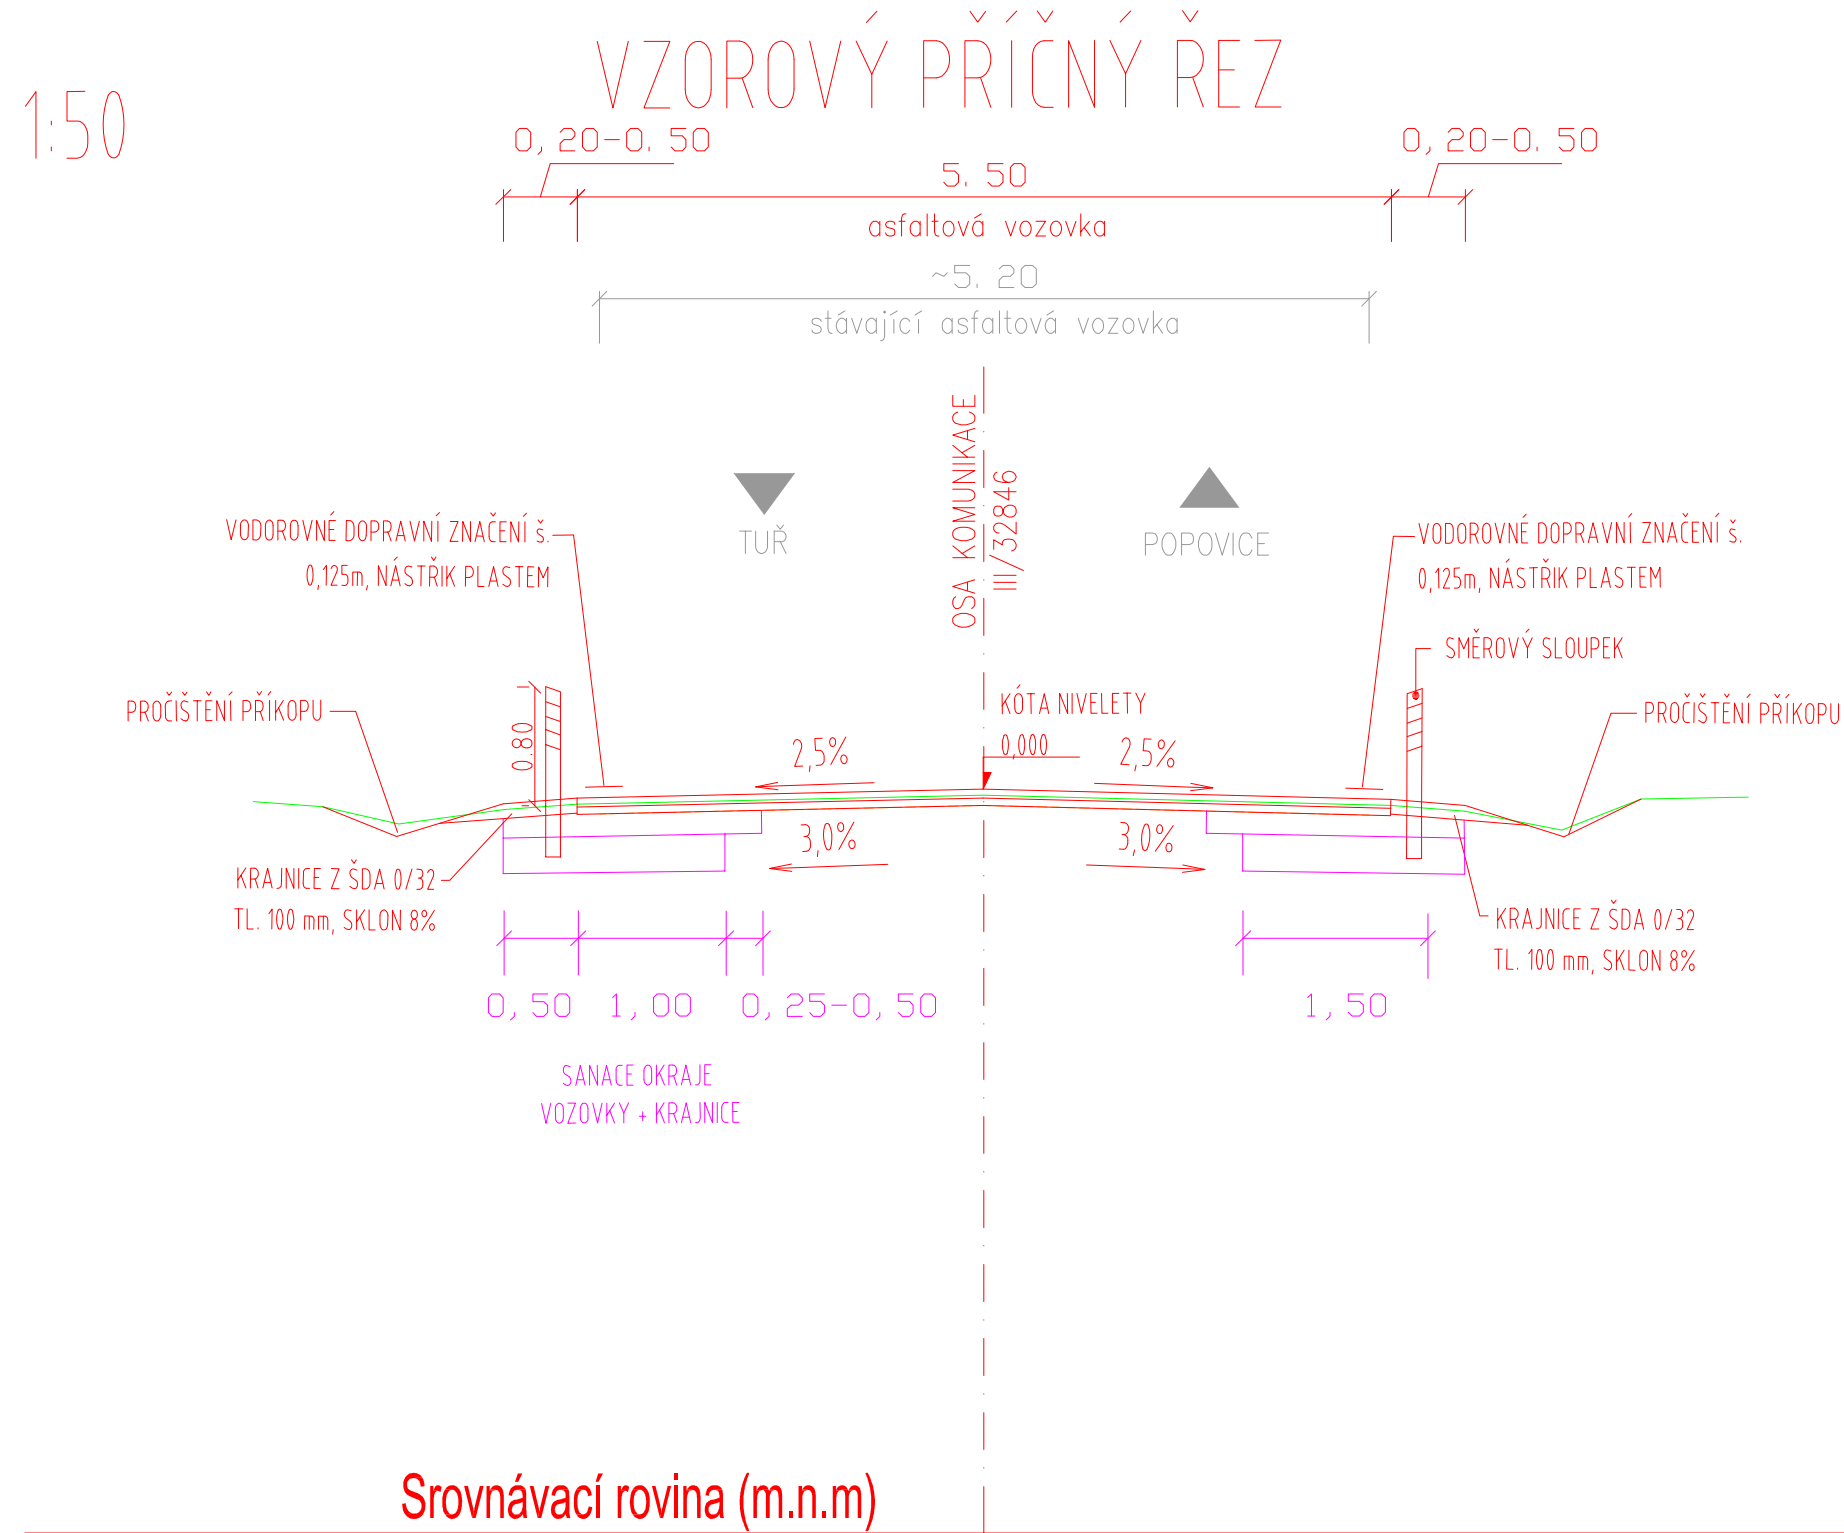 VZOROVÝ PŘÍČNÝ ŘEZ
1:50
0,20-0.50
0,20-0.50
5.50
asfaltová vozovka
~5.20
stávající asfaltová vozovka
OSA KOMUNIKACE
III/32846
TUŘ
POPOVICE
VODOROVNÉ DOPRAVNÍ ZNAČENÍ š.
0,125m, NÁSTŘIK PLASTEM
VODOROVNÉ DOPRAVNÍ ZNAČENÍ š.
0,125m, NÁSTŘIK PLASTEM
SMĚROVÝ SLOUPEK
PROČIŠTĚNÍ PŘÍKOPU
KÓTA NIVELETY
0,000
PROČIŠTĚNÍ PŘÍKOPU
0.80
2,5%
2,5%
3,0%
3,0%
KRAJNICE Z ŠDA 0/32
TL. 100 mm, SKLON 8%
KRAJNICE Z ŠDA 0/32
TL. 100 mm, SKLON 8%
0,50 1,00 0,25-0,50
1,50
SANACE OKRAJE
VOZOVKY + KRAJNICE
Srovnávací rovina (m.n.m)